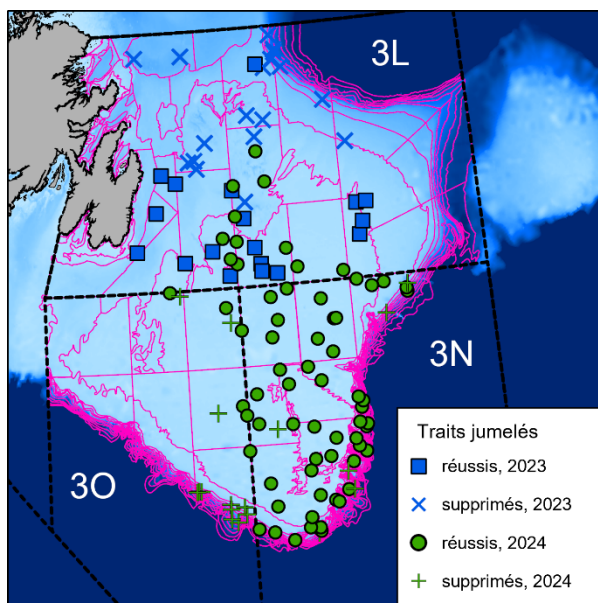 3L
3N
3O
Traits jumelés
réussis, 2023
supprimés, 2023
réussis, 2024
supprimés, 2024